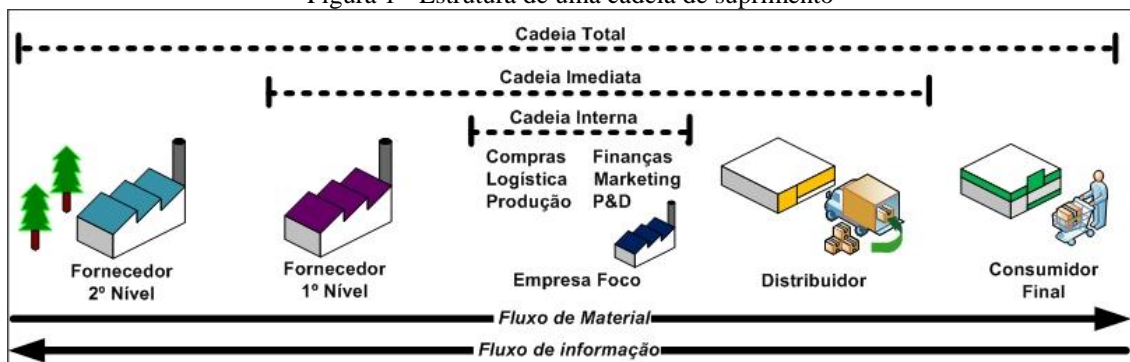 Figura 1 - Estrutura de uma cadeia de suprimento
Cadeia Total
Cadeia Imediata
Cadeia Interna
Compras Finanças
Logística Marketing
Produção P&D
Fornecedor
2º Nível
Fornecedor
1º Nível
Empresa Foco
Distribuidor
Consumidor
Final
Fluxo de Material
Fluxo de informação